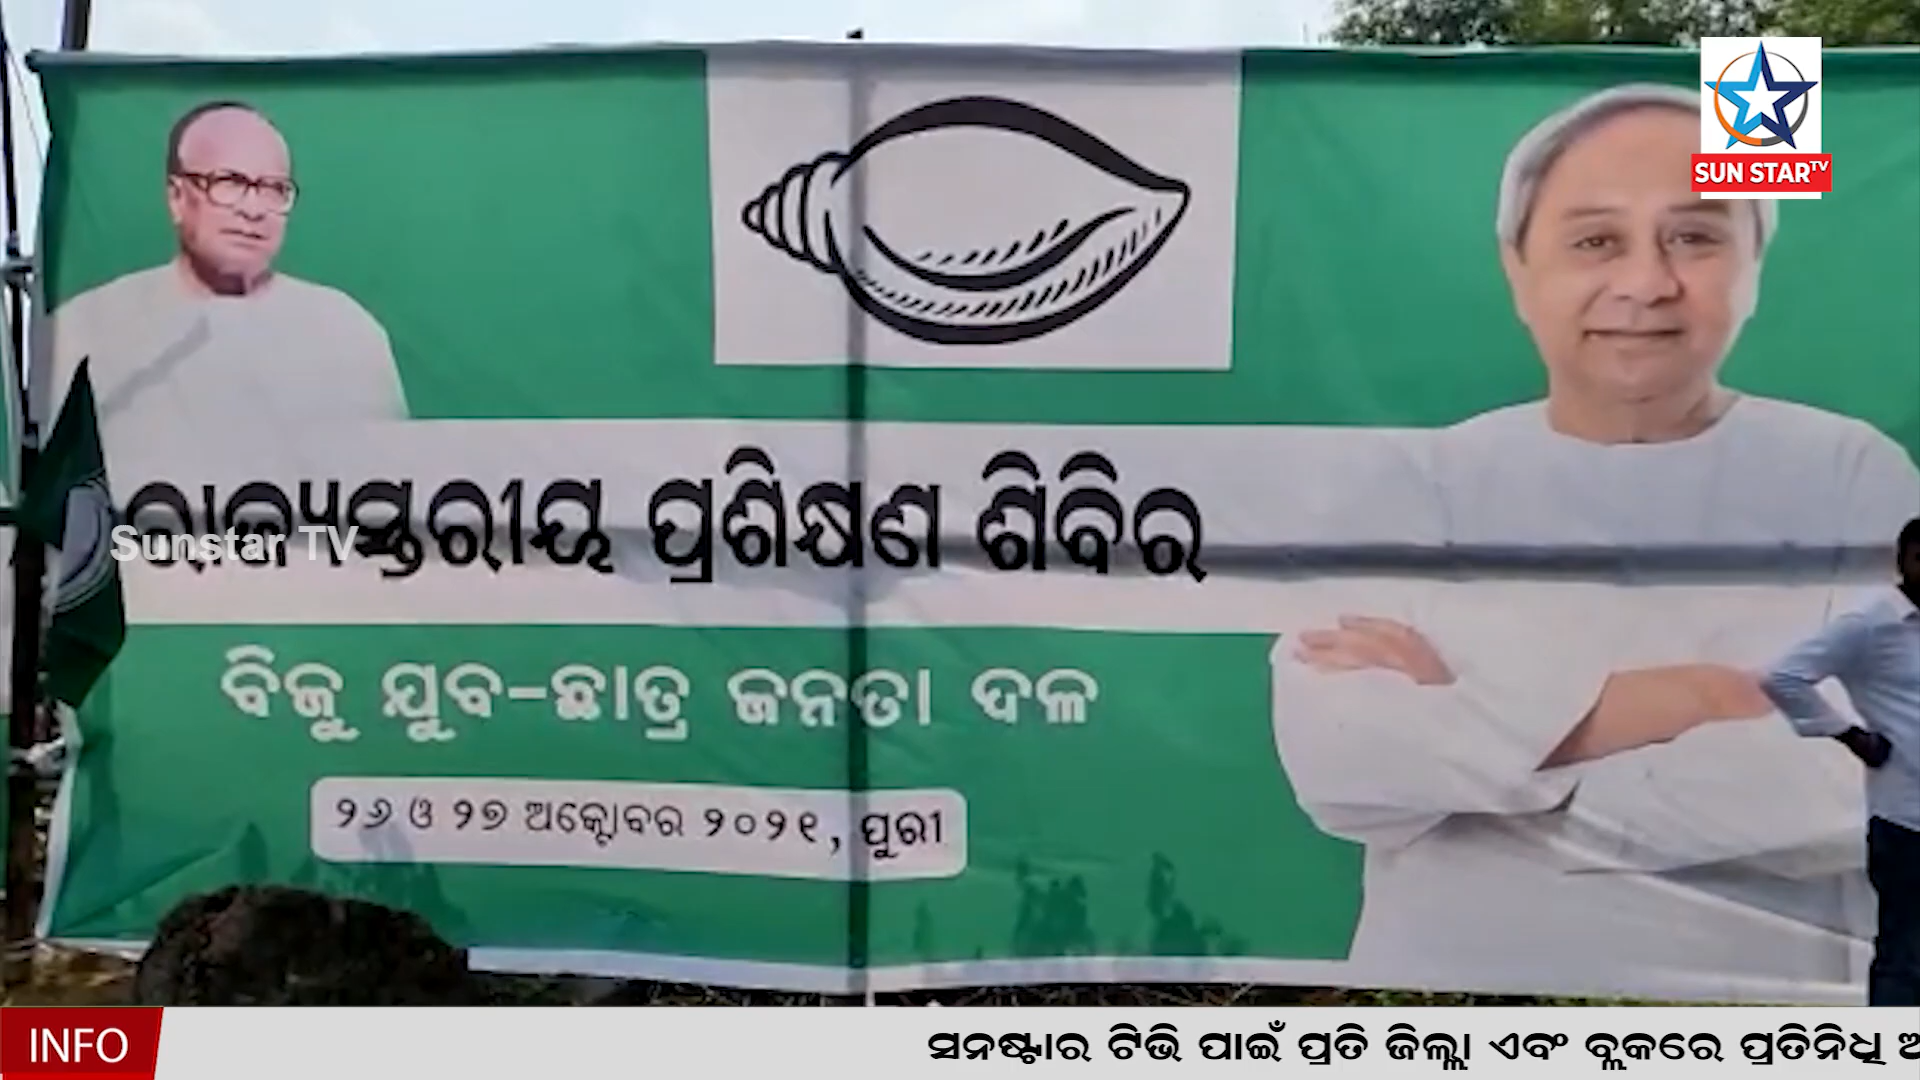 SUN STAR TV
ରାଜ୍ୟସ୍ତରୀୟ ପ୍ରଶିକ୍ଷଣ ଶିବିର
Sunstar TV
ବିଜୁ ଯୁବ-ଛାତ୍ର ଜନତା ଦଳ
୨୬ ଓ ୨୭ ଅକ୍ଟୋବର ୨୦୨୧, ପୁରୀ
INFO
ସନଷ୍ଟାର ଟିଭି ପାଇଁ ପ୍ରତି ଜିଲ୍ଲା ଏବଂ ବ୍ଲକରେ ପ୍ରତିନିଧି